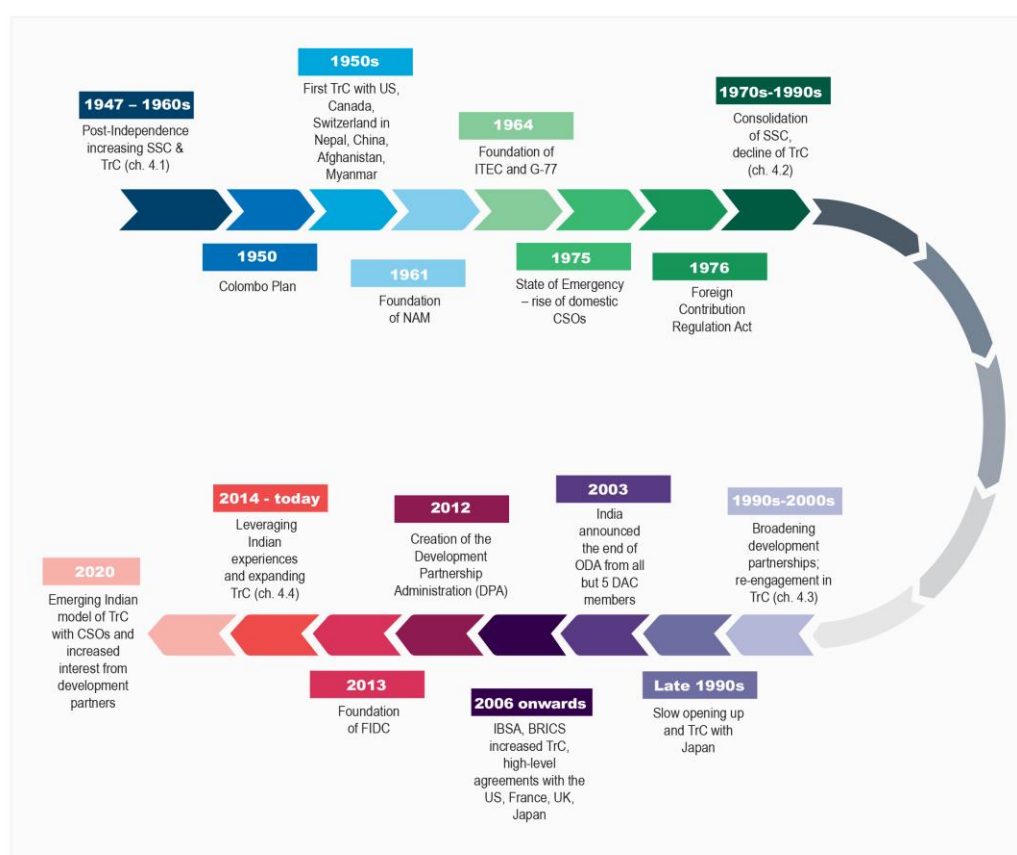 1947 – 1960s
Post-Independence
increasing SSC &
TrC (ch. 4.1)
1950
Colombo Plan
1950s
First TrC with US,
Canada,
Switzerland in
Nepal, China,
Afghanistan,
Myanmar
1961
Foundation
of NAM
1964
Foundation of
ITEC and G-77
1975
State of Emergency
– rise of domestic
CSOs
1976
Foreign
Contribution
Regulation Act
1970s-1990s
Consolidation
of SSC,
decline of TrC
(ch. 4.2)
1990s-2000s
Broadening
development
partnerships;
re-engagement in
TrC (ch. 4.3)
Late 1990s
Slow opening up
and TrC with
Japan
2003
India
announced
the end of
ODA from all
but 5 DAC
members
2006 onwards
IBSA, BRICS
increased TrC,
high-level
agreements with the
US, France, UK,
Japan
2012
Creation of the
Development
Partnership
Administration (DPA)
2013
Foundation
of FIDC
2014 - today
Leveraging
Indian
experiences
and expanding
TrC (ch. 4.4)
2020
Emerging Indian
model of TrC
with CSOs and
increased
interest from
development
partners